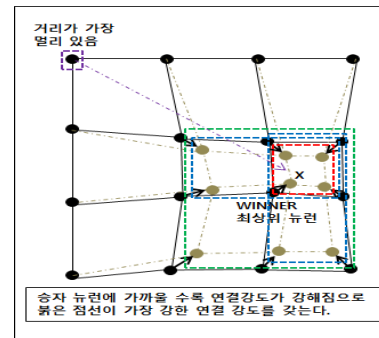 거리가 가장
멀리 있음
X
WINNER
최상위 뉴런
승자 뉴런에 가까울 수록 연결강도가 강해짐으로
붉은 점선이 가장 강한 연결 강도를 갖는다.